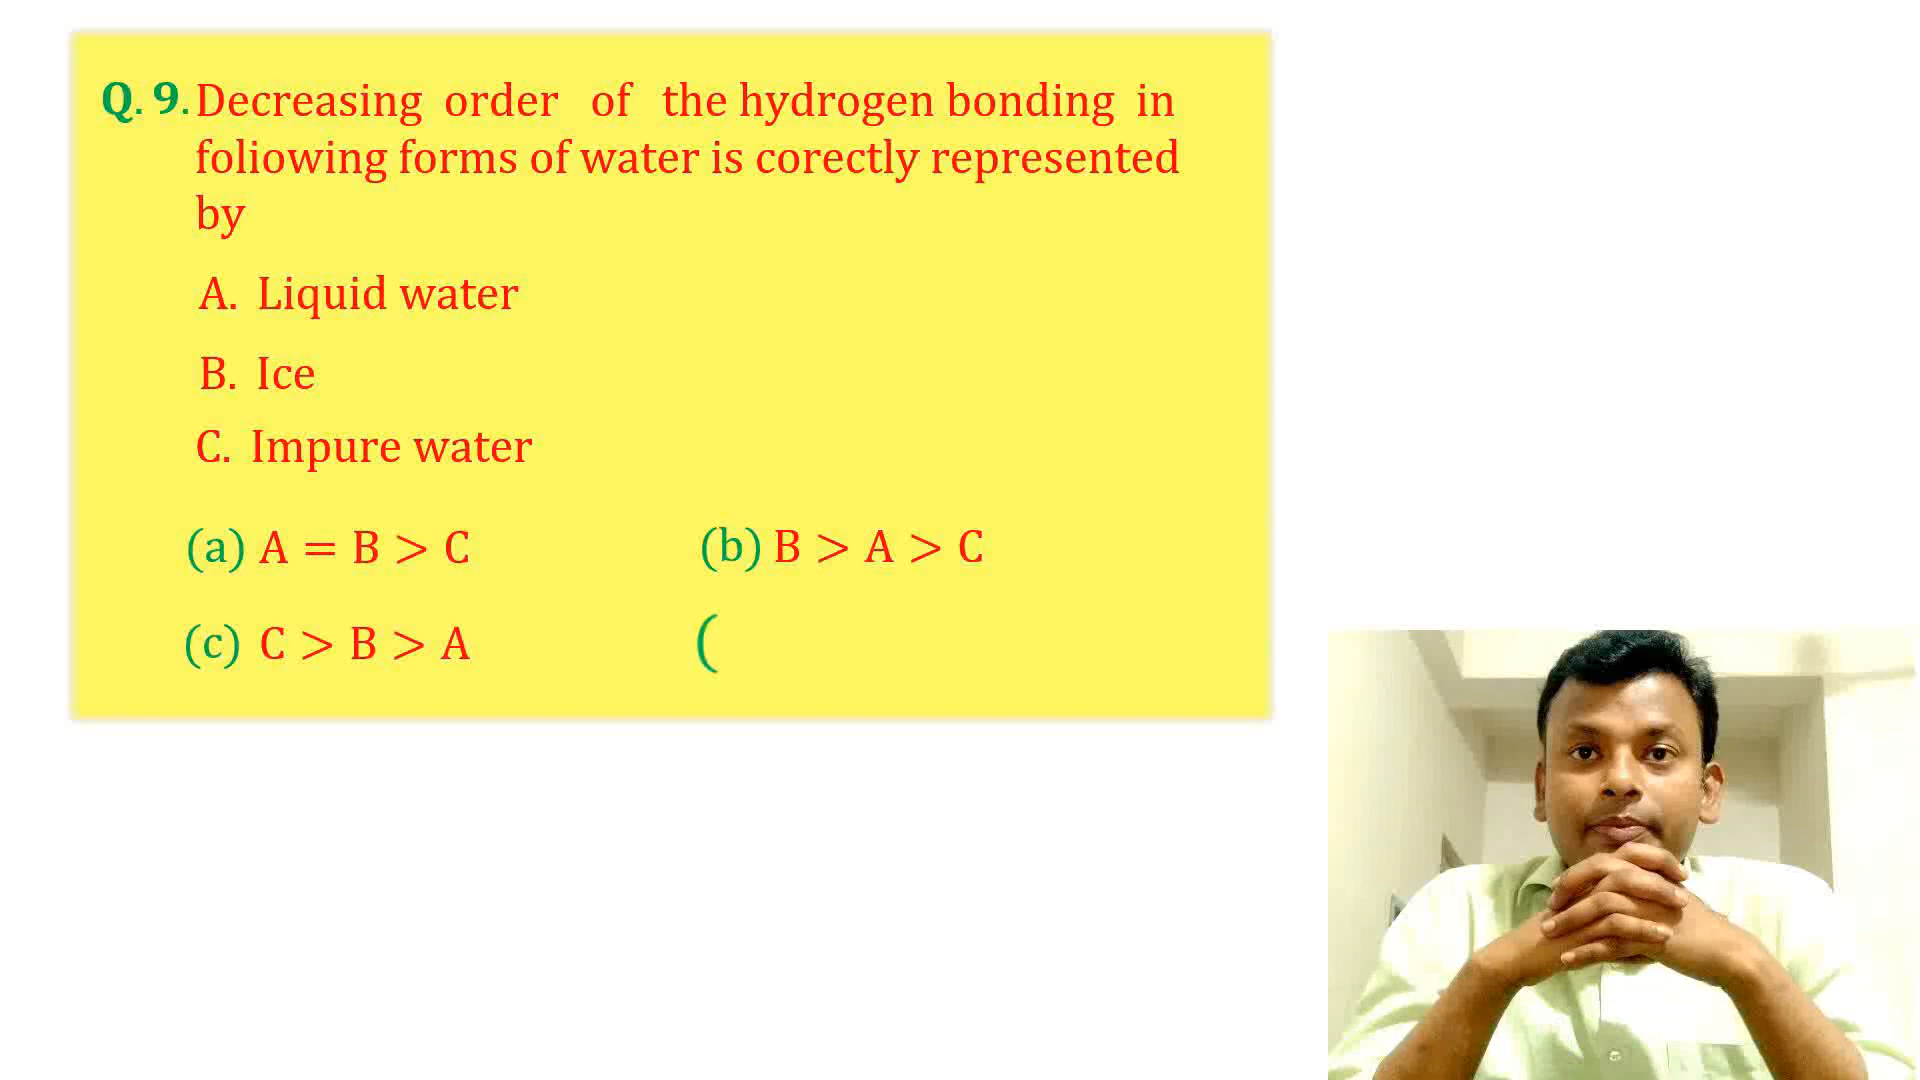 Q. 9. Decreasing order of the hydrogen bonding in
foliowing forms of water is corectly represented
by
A. Liquid water
B. Ice
C. Impure water
(a) A = B > C (b) B > A > C
(c) C > B > A (